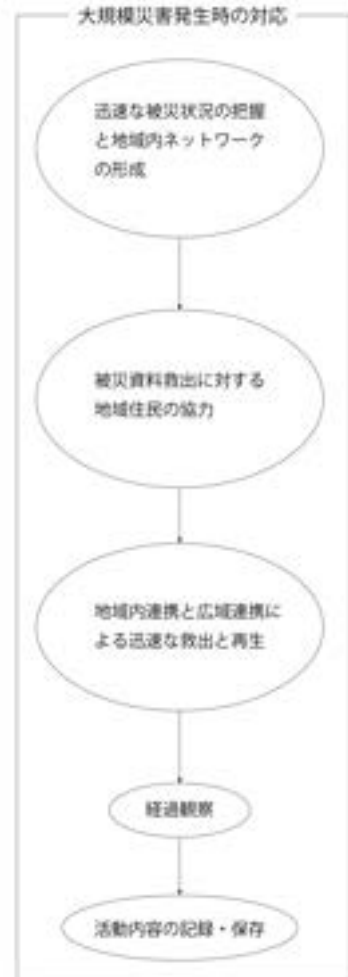 大規模災害発生時の対応
迅速な被災状況の把握
と地域内ネットワーク
の形成
被災資料救出に対する
地域住民の協力
地域内連携と広域連携に
よる迅速な救出と再生
経過観察
活動内容の記録・保存